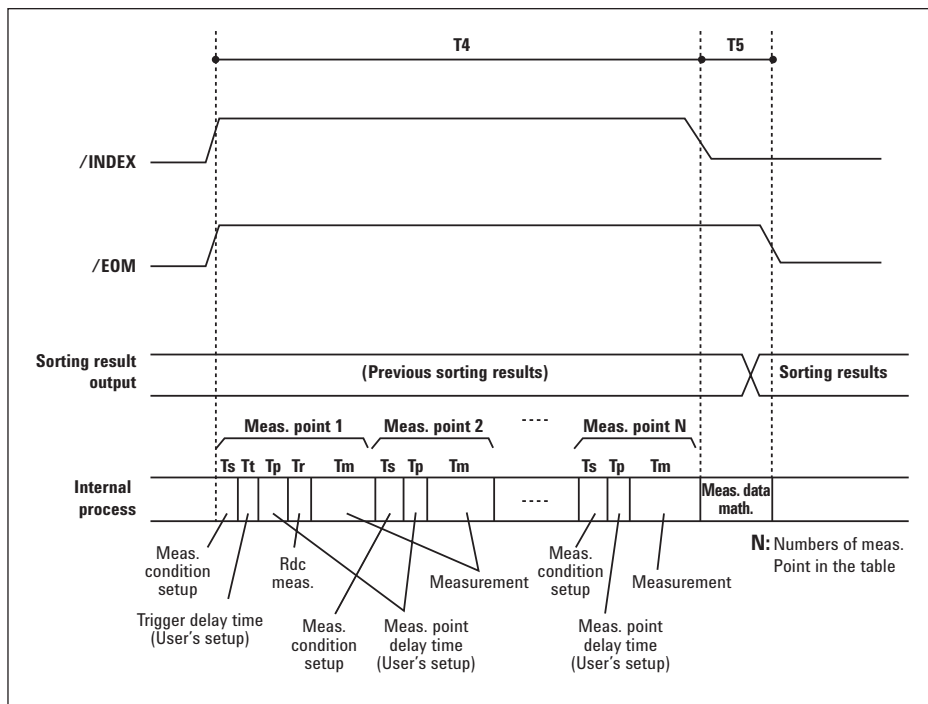 T4 T5
/INDEX
/EOM
Sorting result
output
(Previous sorting results) Sorting results
Meas. point 1 Meas. point 2 ---- Meas. point N
Ts Tt Tp Tr Tm Ts Tp Tm Ts Tp Tm
Internal
process
---- Meas. data
math.
N: Numbers of meas.
Point in the table
Meas.
condition
setup
Rdc
meas.
Measurement
Meas.
condition
setup
Measurement
Trigger delay time
(User's setup)
Meas.
condition
setup
Meas. point
delay time
(User's setup)
Meas. point
delay time
(User's setup)